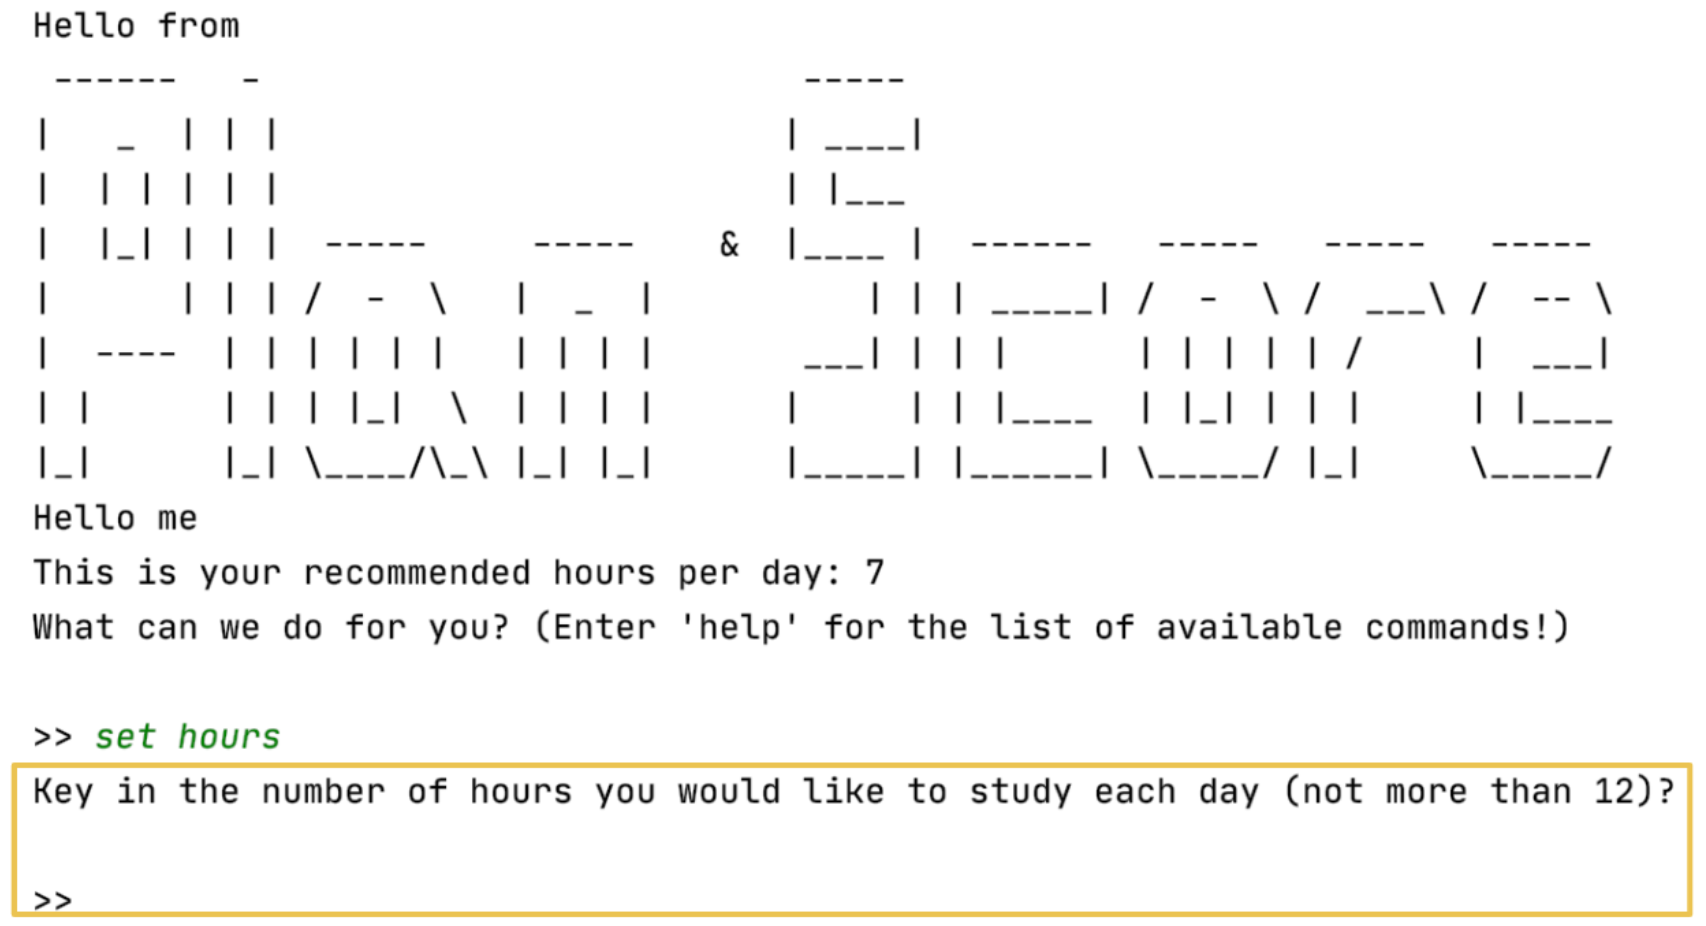 Hello from
 ------   -                          -----
|   _  | | |                        | ____|
|  | | | | |                        | |___
|  |_| | | |  -----     -----    &  |____ |  ------   -----   -----   -----
|      | | | /  -  \   |  _  |          | | | _____| /  -  \ /  ___\ /  -- \
|  ----  | | | | | |   | | | |       ___| | | |      | | | | | /     |  ___|
| |      | | | |_|  \  | | | |      |     | | |____  | |_| | | |     | |____
|_|      |_| \____/\_\ |_| |_|      |_____| |______| \_____/ |_|     \_____/
Hello me
This is your recommended hours per day: 7
What can we do for you? (Enter 'help' for the list of available commands!)
>> set hours
Key in the number of hours you would like to study each day (not more than 12)?
>>